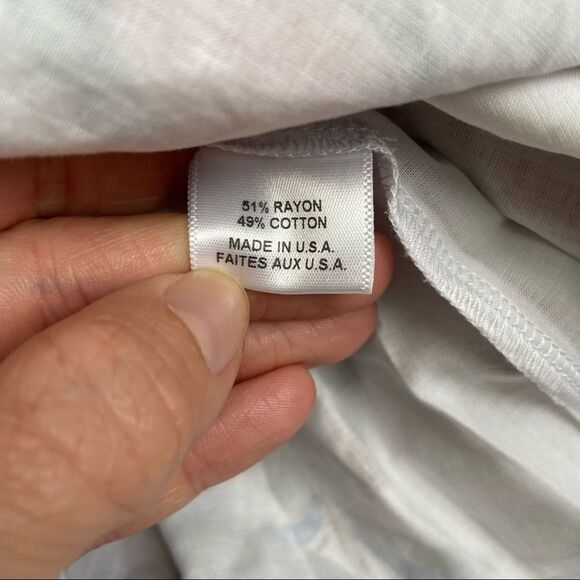 51% RAYON
49% COTTON
MADE IN U.S.A.
FAITES AUX U.S.A.